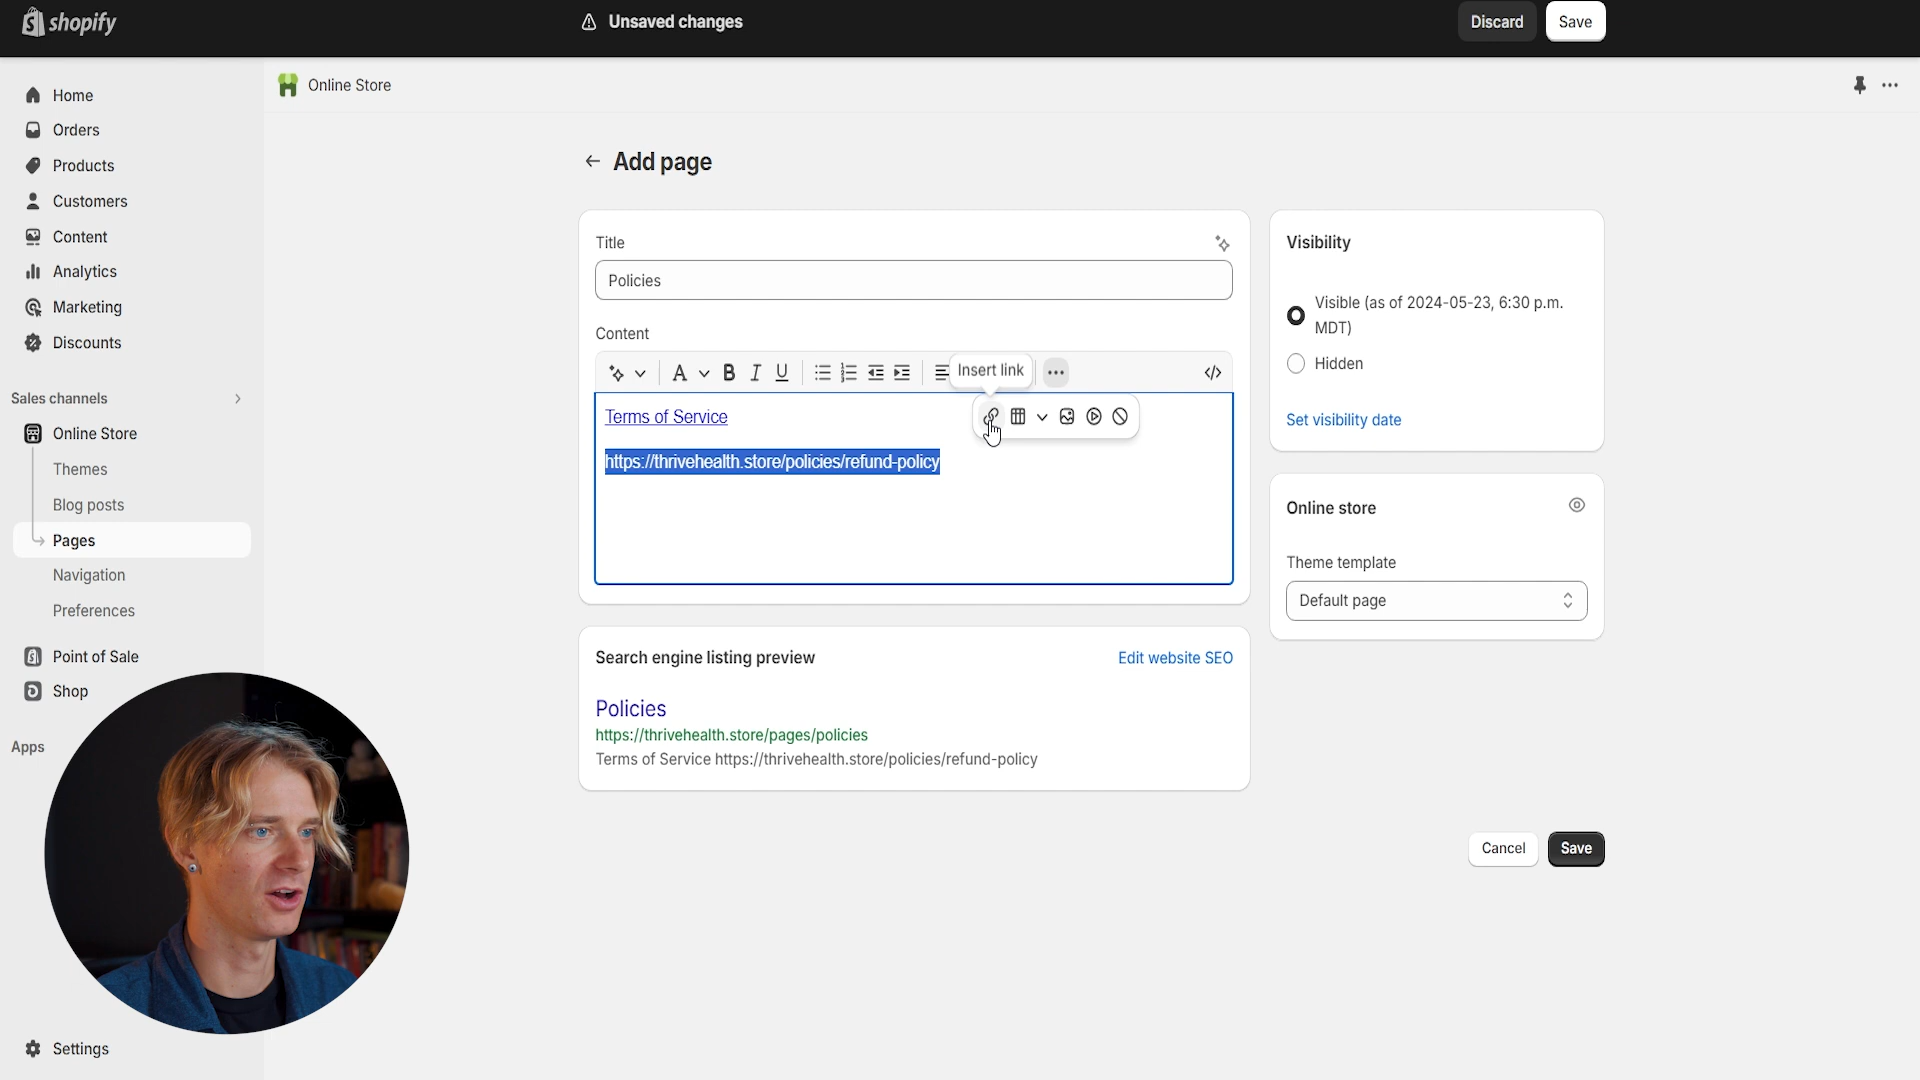 shopify
Unsaved changes
Discard
Save
Home
Orders
Products
Customers
Content
Analytics
Marketing
Discounts
Sales channels
Online Store
Themes
Blog posts
Pages
Navigation
Preferences
Point of Sale
Shop
Apps
Settings
Online Store
Add page
Title
Policies
Content
Insert link
Terms of Service
https://thrivehealth.store/policies/refund-policy
Search engine listing preview
Edit website SEO
Policies
https://thrivehealth.store/pages/policies
Terms of Service https://thrivehealth.store/policies/refund-policy
Visibility
Visible (as of 2024-05-23, 6:30 p.m.
MDT)
Hidden
Set visibility date
Online store
Theme template
Default page
Cancel
Save